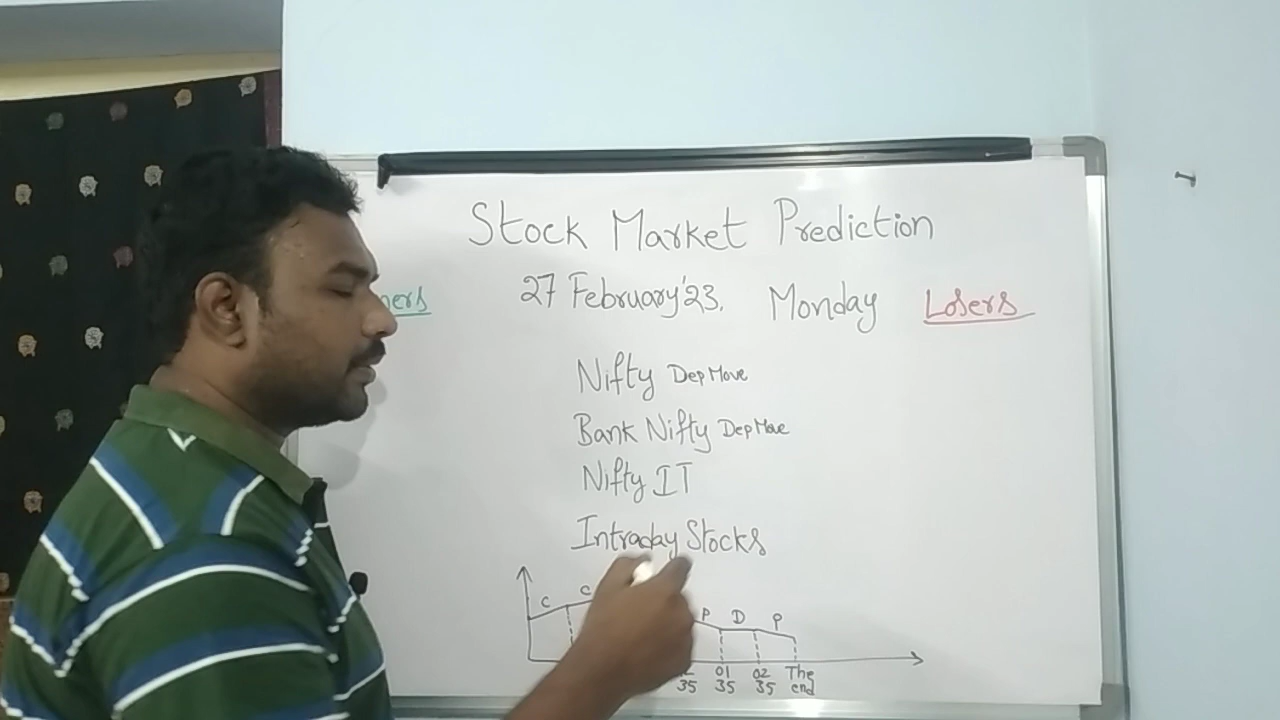 Stock Market Prediction
27 February'23. Monday
Losers
Nifty Dep Move
Bank Nifty Dep Move
Nifty IT
Intraday Stocks
C C P D P
35 01 35 02 35 The end